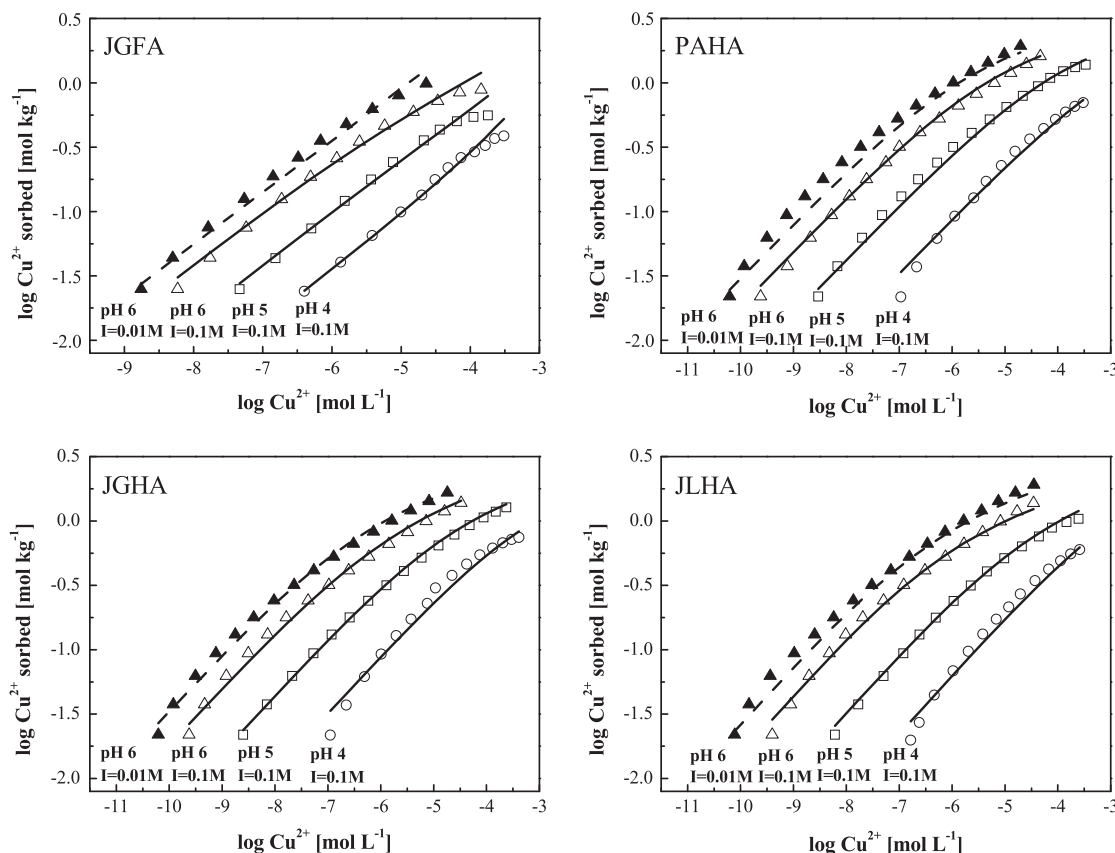 JGFA
log Cu²⁺ sorbed [mol kg⁻¹]
0.5
0.0
-0.5
-1.0
-1.5
-2.0
pH 6 pH 6 pH 5 pH 4
I=0.01M I=0.1M I=0.1M I=0.1M
-9 -8 -7 -6 -5 -4 -3
log Cu²⁺ [mol L⁻¹]
PAHA
log Cu²⁺ sorbed [mol kg⁻¹]
0.5
0.0
-0.5
-1.0
-1.5
-2.0
pH 6 pH 6 pH 5 pH 4
I=0.01M I=0.1M I=0.1M I=0.1M
-11 -10 -9 -8 -7 -6 -5 -4 -3
log Cu²⁺ [mol L⁻¹]
JGHA
log Cu²⁺ sorbed [mol kg⁻¹]
0.5
0.0
-0.5
-1.0
-1.5
-2.0
pH 6 pH 6 pH 5 pH 4
I=0.01M I=0.1M I=0.1M I=0.1M
-11 -10 -9 -8 -7 -6 -5 -4 -3
log Cu²⁺ [mol L⁻¹]
JLHA
log Cu²⁺ sorbed [mol kg⁻¹]
0.5
0.0
-0.5
-1.0
-1.5
-2.0
pH 6 pH 6 pH 5 pH 4
I=0.01M I=0.1M I=0.1M I=0.1M
-11 -10 -9 -8 -7 -6 -5 -4 -3
log Cu²⁺ [mol L⁻¹]